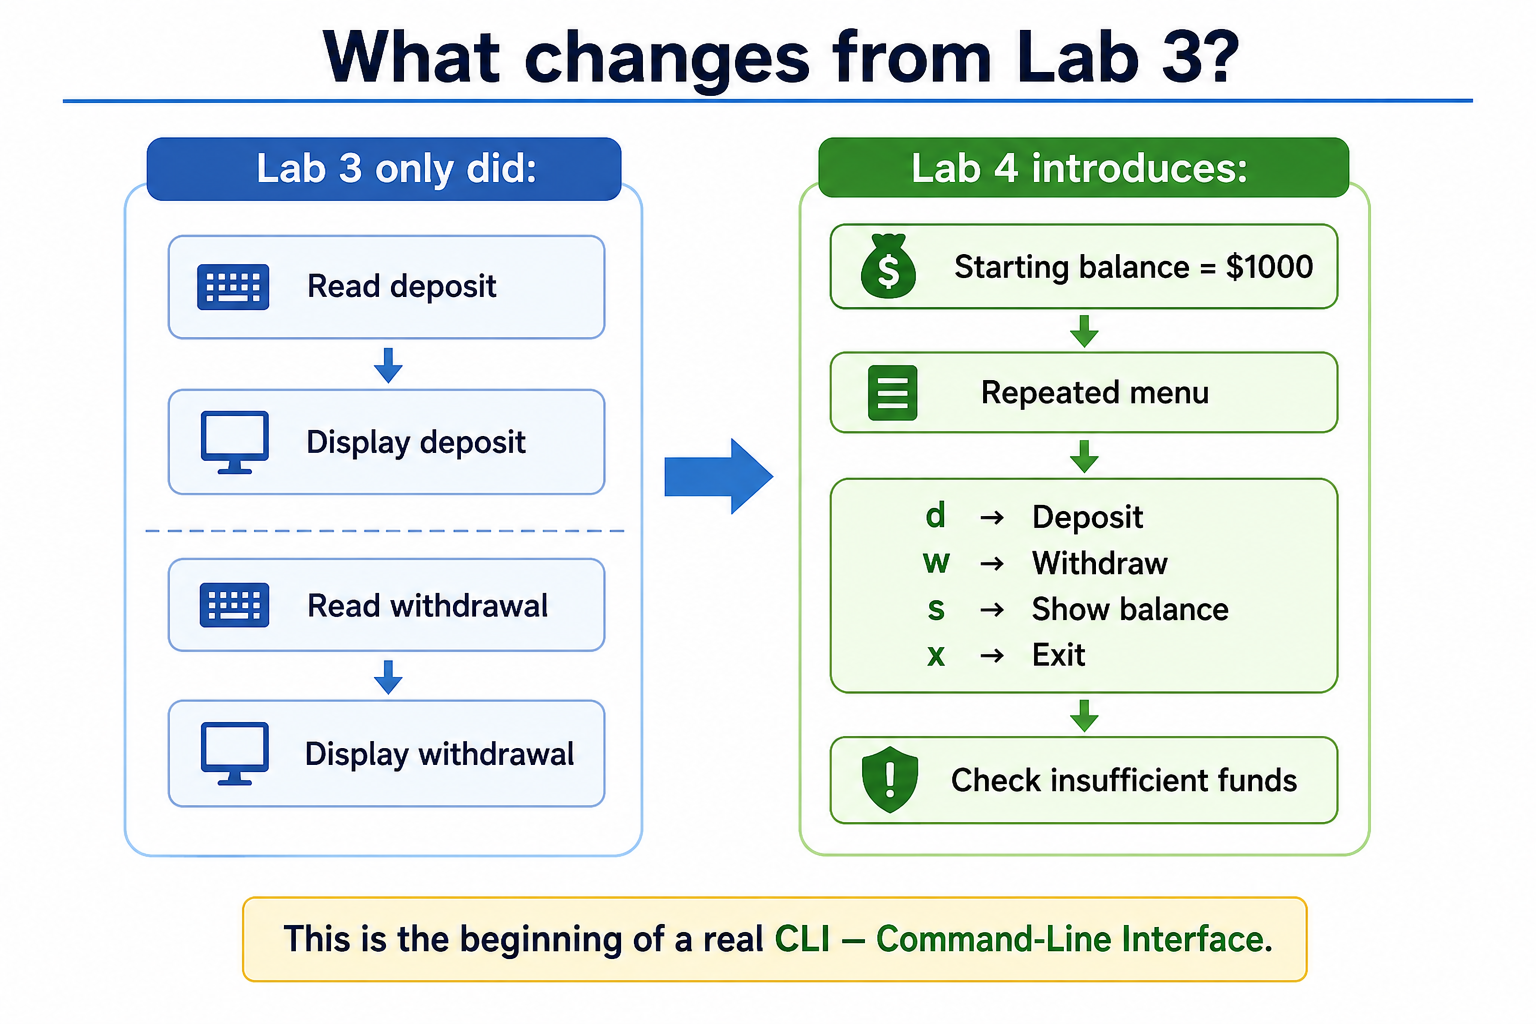 What changes from Lab 3?
Lab 3 only did:
Read deposit
Display deposit
Read withdrawal
Display withdrawal
Lab 4 introduces:
$ Starting balance = $1000
Repeated menu
d → Deposit
w → Withdraw
s → Show balance
x → Exit
! Check insufficient funds
This is the beginning of a real CLI – Command-Line Interface.